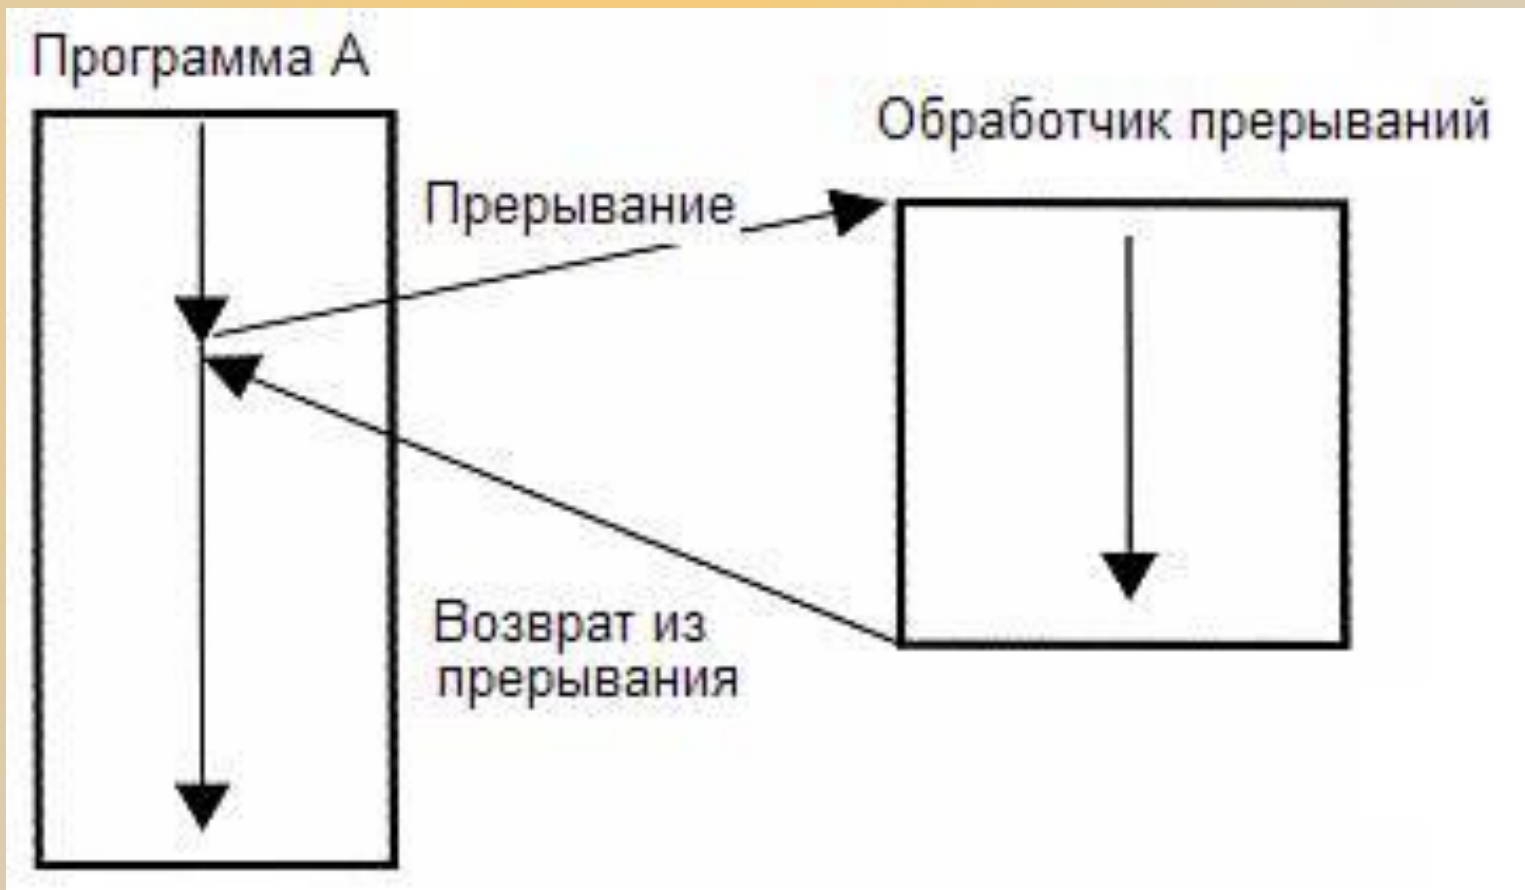 Программа А
Обработчик прерываний
Прерывание
Возврат из
прерывания